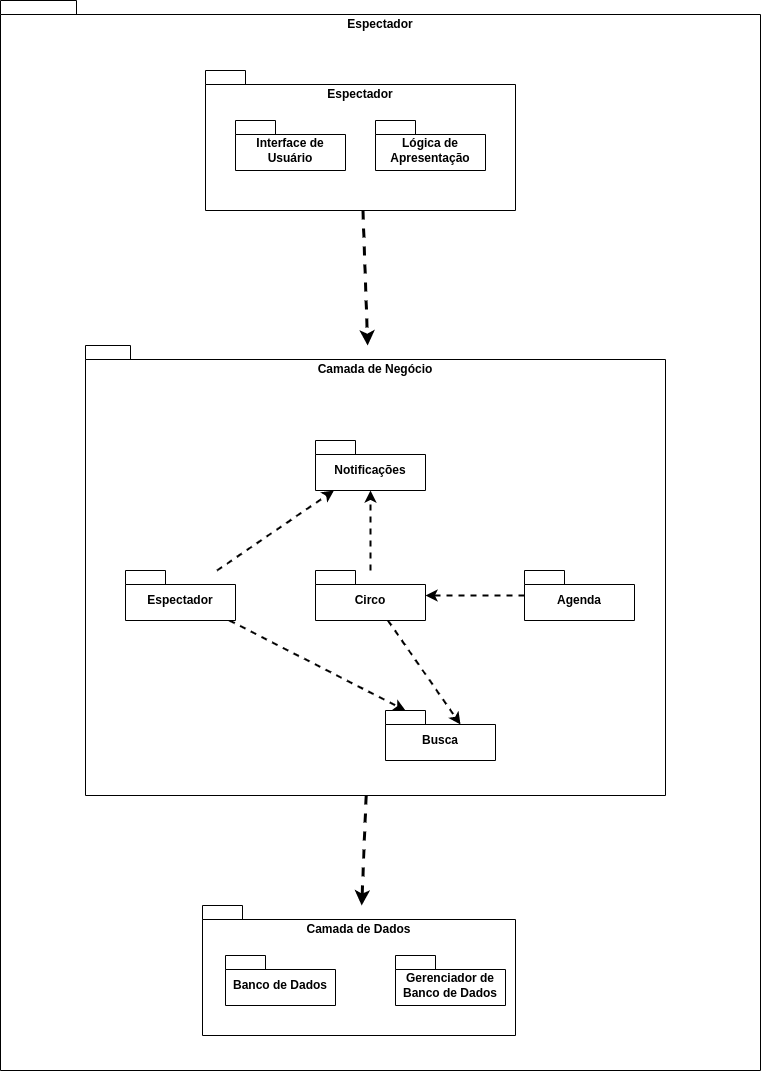 Espectador
Espectador
Interface de
Usuário
Lógica de
Apresentação
Camada de Negócio
Notificações
Espectador
Circo
Agenda
Busca
Camada de Dados
Banco de Dados
Gerenciador de
Banco de Dados